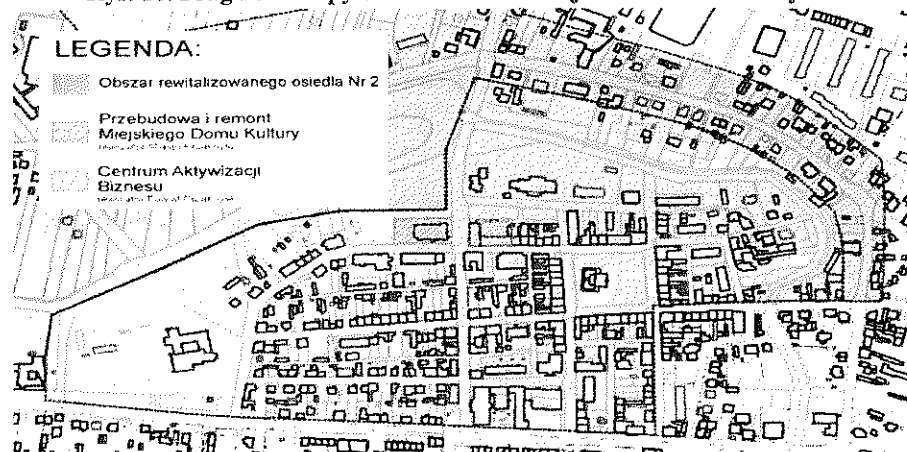 LEGENDA:
Obszar rewitalizowanego osiedla Nr 2
Przebudowa i remont
Miejskiego Domu Kultury
Centrum Aktywizacji
Biznesu